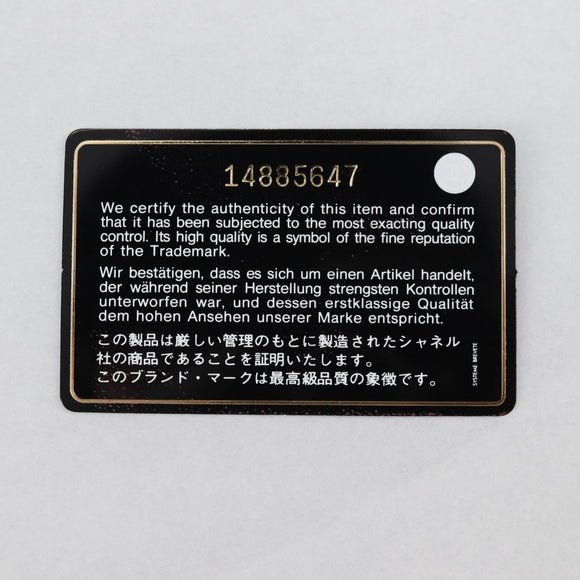 14885647
We certify the authenticity of this item and confirm
that it has been subjected to the most exacting quality
control. Its high quality is a symbol of the fine reputation
of the Trademark.
Wir bestätigen, dass es sich um einen Artikel handelt,
der während seiner Herstellung strengsten Kontrollen
unterworfen war, und dessen erstklassige Qualität
dem hohen Ansehen unserer Marke entspricht.
この製品は厳しい管理のもとに製造されたシャネル
社の商品であることを証明いたします。
このブランド・マークは最高級品質の象徴です。
SYSTEME BREVETE